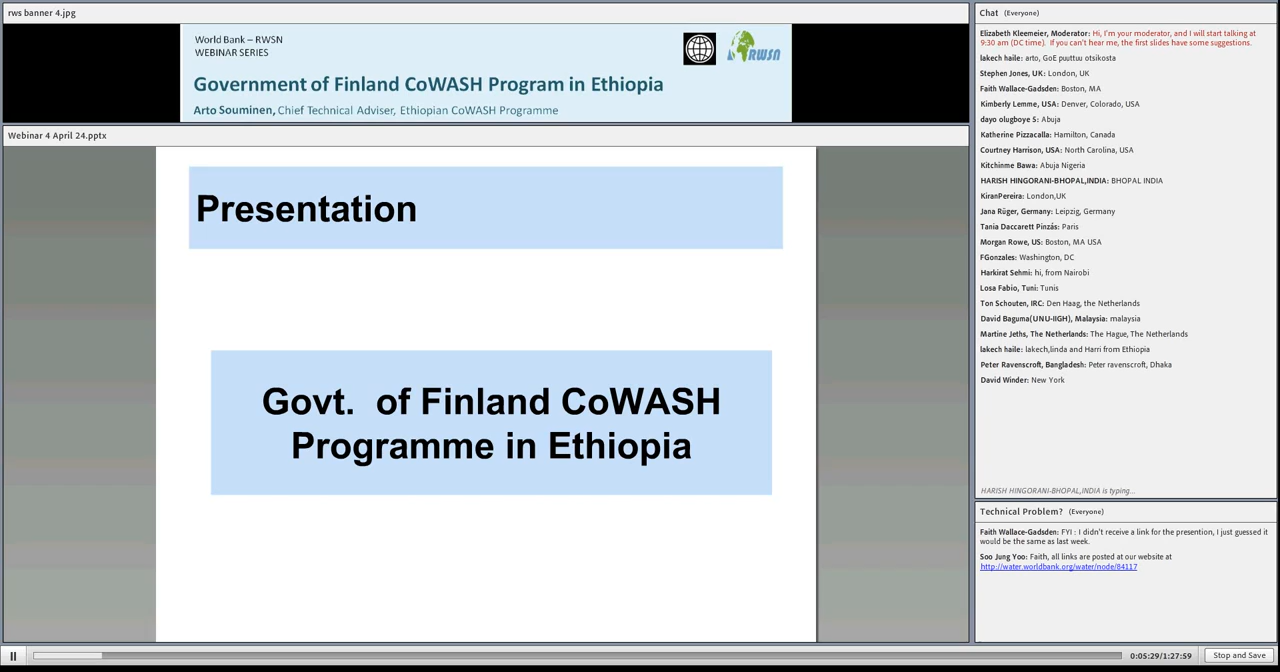 rws banner 4.jpg
World Bank – RWSN
WEBINAR SERIES
RWSN
Government of Finland CoWASH Program in Ethiopia
Arto Souminen, Chief Technical Adviser, Ethiopian CoWASH Programme
Webinar 4 April 24.pptx
Presentation
Govt. of Finland CoWASH
Programme in Ethiopia
Chat (Everyone)
Elizabeth Kleemeier, Moderator: Hi, I'm your moderator, and I will start talking at
9:30 am (DC time). If you can't hear me, the first slides have some suggestions.
lakech haile: arto, GoE puuttuu otsikosta
Stephen Jones, UK: London, UK
Faith Wallace-Gadsden: Boston, MA
Kimberly Lemme, USA: Denver, Colorado, USA
dayo olugboye S: Abuja
Katherine Pizzacalla: Hamilton, Canada
Courtney Harrison, USA: North Carolina, USA
Kitchinme Bawa: Abuja Nigeria
HARISH HINGORANI-BHOPAL,INDIA: BHOPAL INDIA
KiranPereira: London,UK
Jana Rüger, Germany: Leipzig, Germany
Tania Daccarett Pinzás: Paris
Morgan Rowe, US: Boston, MA USA
FGonzales: Washington, DC
Harkirat Sehmi: hi, from Nairobi
Losa Fabio, Tuni: Tunis
Ton Schouten, IRC: Den Haag, the Netherlands
David Baguma(UNU-IIGH), Malaysia: malaysia
Martine Jeths, The Netherlands: The Hague, The Netherlands
lakech haile: lakech,linda and Harri from Ethiopia
Peter Ravenscroft, Bangladesh: Peter ravenscroft, Dhaka
David Winder: New York
HARISH HINGORANI-BHOPAL,INDIA is typing...
Technical Problem? (Everyone)
Faith Wallace-Gadsden: FYI : I didn't receive a link for the presention, I just guessed it
would be the same as last week.
Soo Jung Yoo: Faith, all links are posted at our website at
http://water.worldbank.org/water/node/84117
0:05:29/1:27:59
Stop and Save